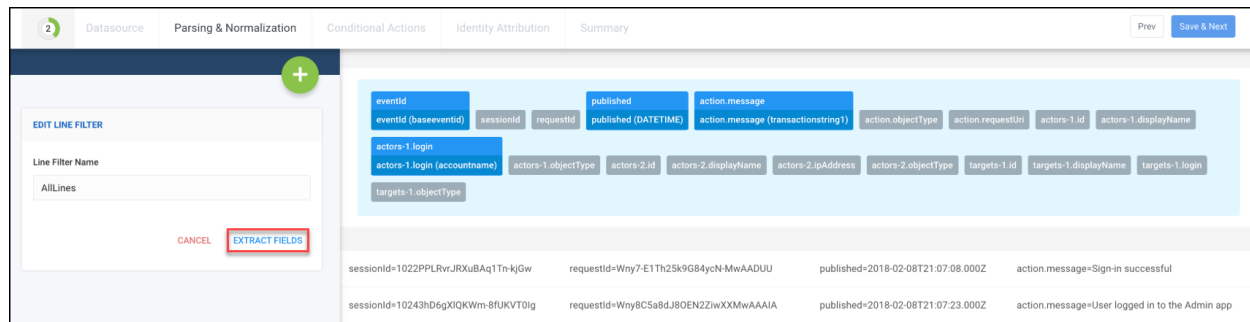 2 Datasource Parsing & Normalization Conditional Actions Identity Attribution Summary Prev Save & Next
+
EDIT LINE FILTER
Line Filter Name
AllLines
CANCEL EXTRACT FIELDS
eventId published action.message
eventId (baseeventid) sessionId requestId published (DATETIME) action.message (transactionstring1) action.objectType action.requestUri actors-1.id actors-1.displayName
actors-1.login
actors-1.login (accountname) actors-1.objectType actors-2.id actors-2.displayName actors-2.ipAddress actors-2.objectType targets-1.id targets-1.displayName targets-1.login
targets-1.objectType
sessionId=1022PPLRvrJRXuBAq1Tn-kjGw requestId=Wny7-E1Th25k9G84ycN-MwAADUU published=2018-02-08T21:07:08.000Z action.message=Sign-in successful
sessionId=10243hD6gXlQKWm-8fUKVT0Ig requestId=Wny8C5a8dJ8OEN2ZiwXXMwAAAIA published=2018-02-08T21:07:23.000Z action.message=User logged in to the Admin app